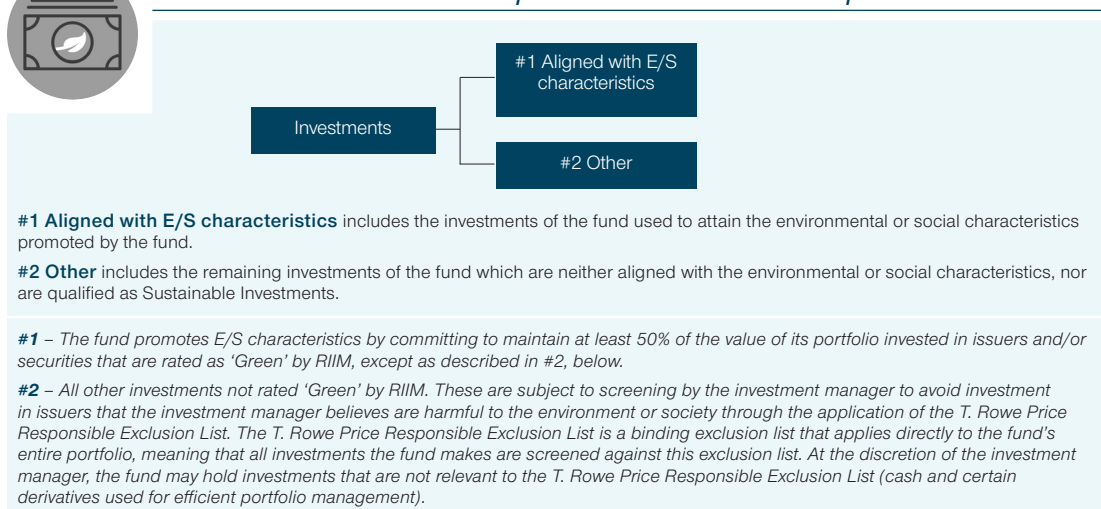 #1 Aligned with E/S
characteristics
Investments
#2 Other
#1 Aligned with E/S characteristics includes the investments of the fund used to attain the environmental or social characteristics
promoted by the fund.
#2 Other includes the remaining investments of the fund which are neither aligned with the environmental or social characteristics, nor
are qualified as Sustainable Investments.
#1 – The fund promotes E/S characteristics by committing to maintain at least 50% of the value of its portfolio invested in issuers and/or
securities that are rated as ‘Green’ by RIIM, except as described in #2, below.
#2 – All other investments not rated ‘Green’ by RIIM. These are subject to screening by the investment manager to avoid investment
in issuers that the investment manager believes are harmful to the environment or society through the application of the T. Rowe Price
Responsible Exclusion List. The T. Rowe Price Responsible Exclusion List is a binding exclusion list that applies directly to the fund’s
entire portfolio, meaning that all investments the fund makes are screened against this exclusion list. At the discretion of the investment
manager, the fund may hold investments that are not relevant to the T. Rowe Price Responsible Exclusion List (cash and certain
derivatives used for efficient portfolio management).